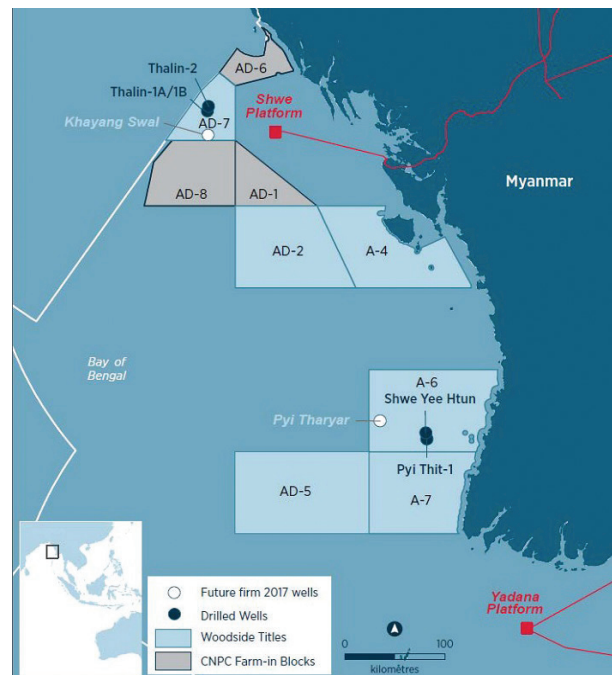 Thalin-2
Thalin-1A/1B
Khayang Swal
AD-6
AD-7
Shwe
Platform
Myanmar
AD-8
AD-1
AD-2
A-4
Bay of
Bengal
A-6
Shwe Yee Htun
Pyi Tharyar
Pyi Thit-1
AD-5
A-7
Yadana
Platform
Future firm 2017 wells
Drilled Wells
Woodside Titles
CNPC Farm-in Blocks
0
100
kilomêtres